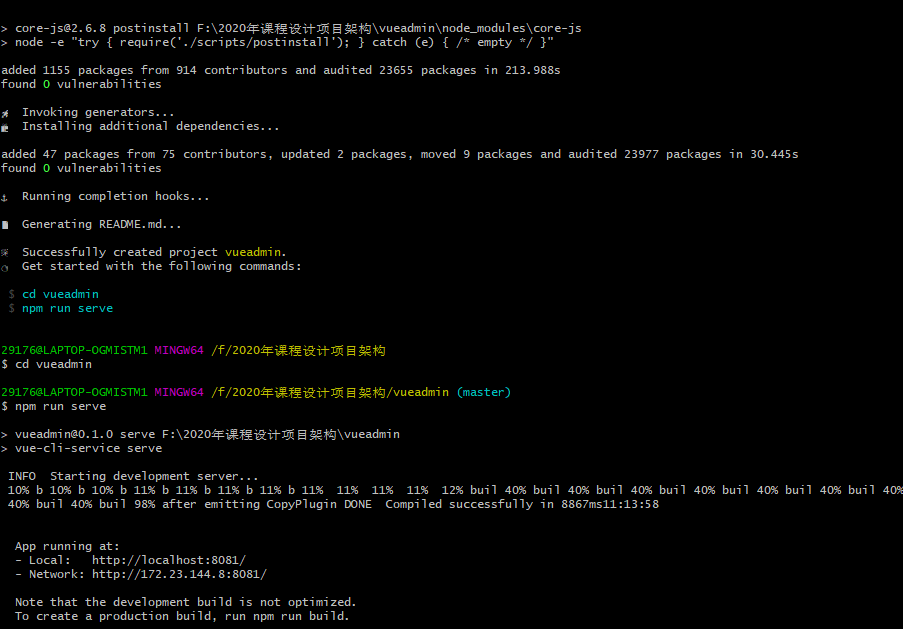 > core-js@2.6.8 postinstall F:\2020年课程设计项目架构\vueadmin\node_modules\core-js
> node -e "try { require('./scripts/postinstall'); } catch (e) { /* empty */ }"
added 1155 packages from 914 contributors and audited 23655 packages in 213.988s
found 0 vulnerabilities
Invoking generators...
Installing additional dependencies...
added 47 packages from 75 contributors, updated 2 packages, moved 9 packages and audited 23977 packages in 30.445s
found 0 vulnerabilities
Running completion hooks...
Generating README.md...
Successfully created project vueadmin.
Get started with the following commands:
$ cd vueadmin
$ npm run serve
29176@LAPTOP-OGMISTM1 MINGW64 /f/2020年课程设计项目架构
$ cd vueadmin
29176@LAPTOP-OGMISTM1 MINGW64 /f/2020年课程设计项目架构/vueadmin (master)
$ npm run serve
> vueadmin@0.1.0 serve F:\2020年课程设计项目架构\vueadmin
> vue-cli-service serve
INFO  Starting development server...
10% b 10% b 10% b 11% b 11% b 11% b 11% b 11%  11%  11%  11%  12% buil 40% buil 40% buil 40% buil 40% buil 40% buil 40% buil 40% buil 40% buil 40%
40% buil 40% buil 98% after emitting CopyPlugin DONE  Compiled successfully in 8867ms11:13:58
App running at:
- Local:   http://localhost:8081/
- Network: http://172.23.144.8:8081/
Note that the development build is not optimized.
To create a production build, run npm run build.